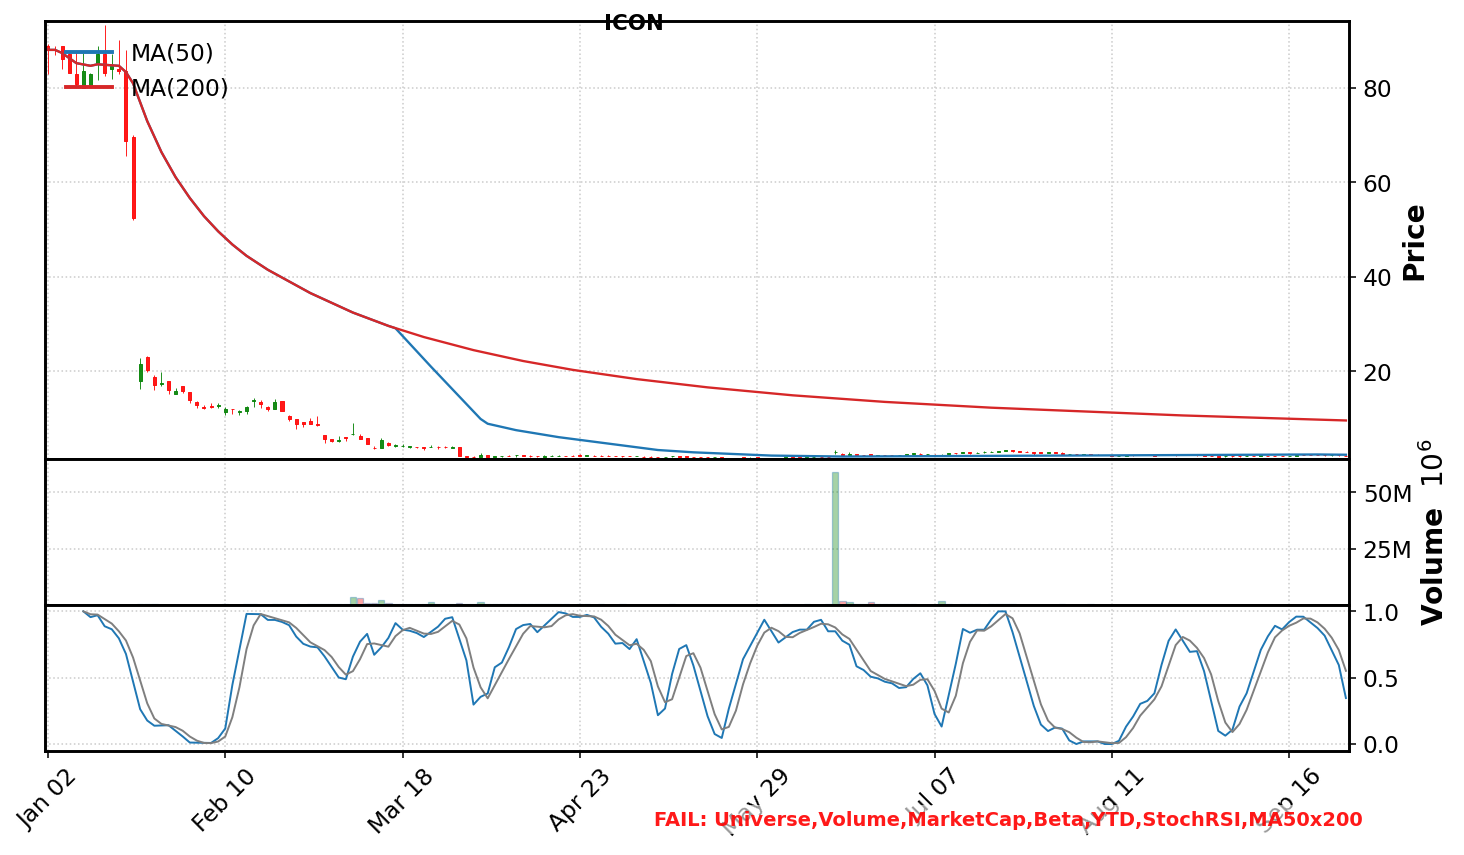 ICON
MA(50)
MA(200)
80
60
40
20
Price
50M
25M
Volume 10^6
1.0
0.5
0.0
Jan 02
Feb 10
Mar 18
Apr 23
May 29
Jul 07
Aug 11
Sep 16
FAIL: Universe,Volume,MarketCap,Beta,YTD,StochRSI,MA50x200